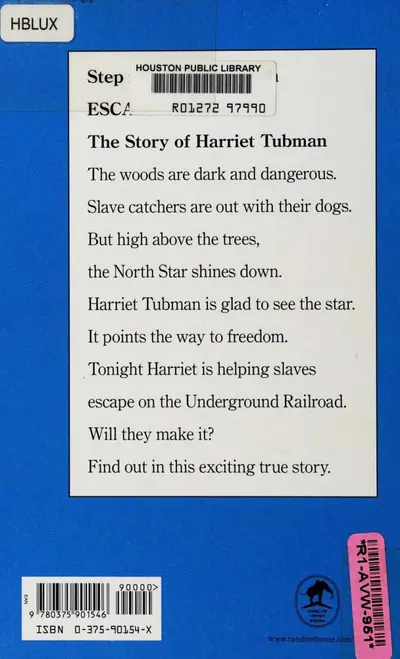 HBLUX
HOUSTON PUBLIC LIBRARY
R01272 97990
Step
ESCA
The Story of Harriet Tubman
The woods are dark and dangerous.
Slave catchers are out with their dogs.
But high above the trees,
the North Star shines down.
Harriet Tubman is glad to see the star.
It points the way to freedom.
Tonight Harriet is helping slaves
escape on the Underground Railroad.
Will they make it?
Find out in this exciting true story.
90000>
EAN
9 780375 901546
ISBN 0-375-90154-X
*R1-AVW-961*